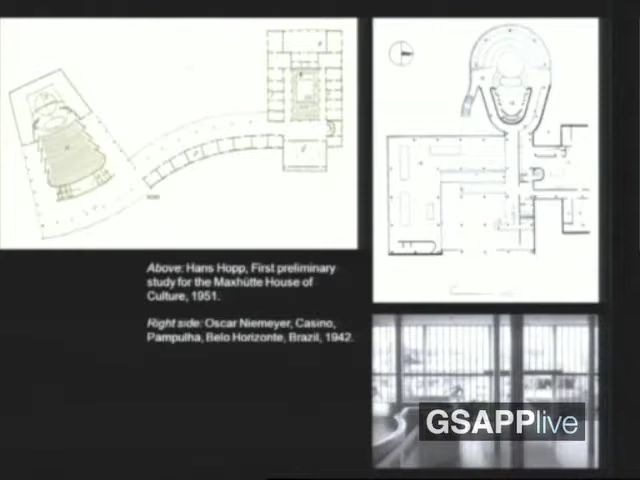 Above: Hans Hopp, First preliminary
study for the Maxhütte House of
Culture, 1951.
Right side: Oscar Niemeyer, Casino,
Pampulha, Belo Horizonte, Brazil, 1942.
GSAPPlive